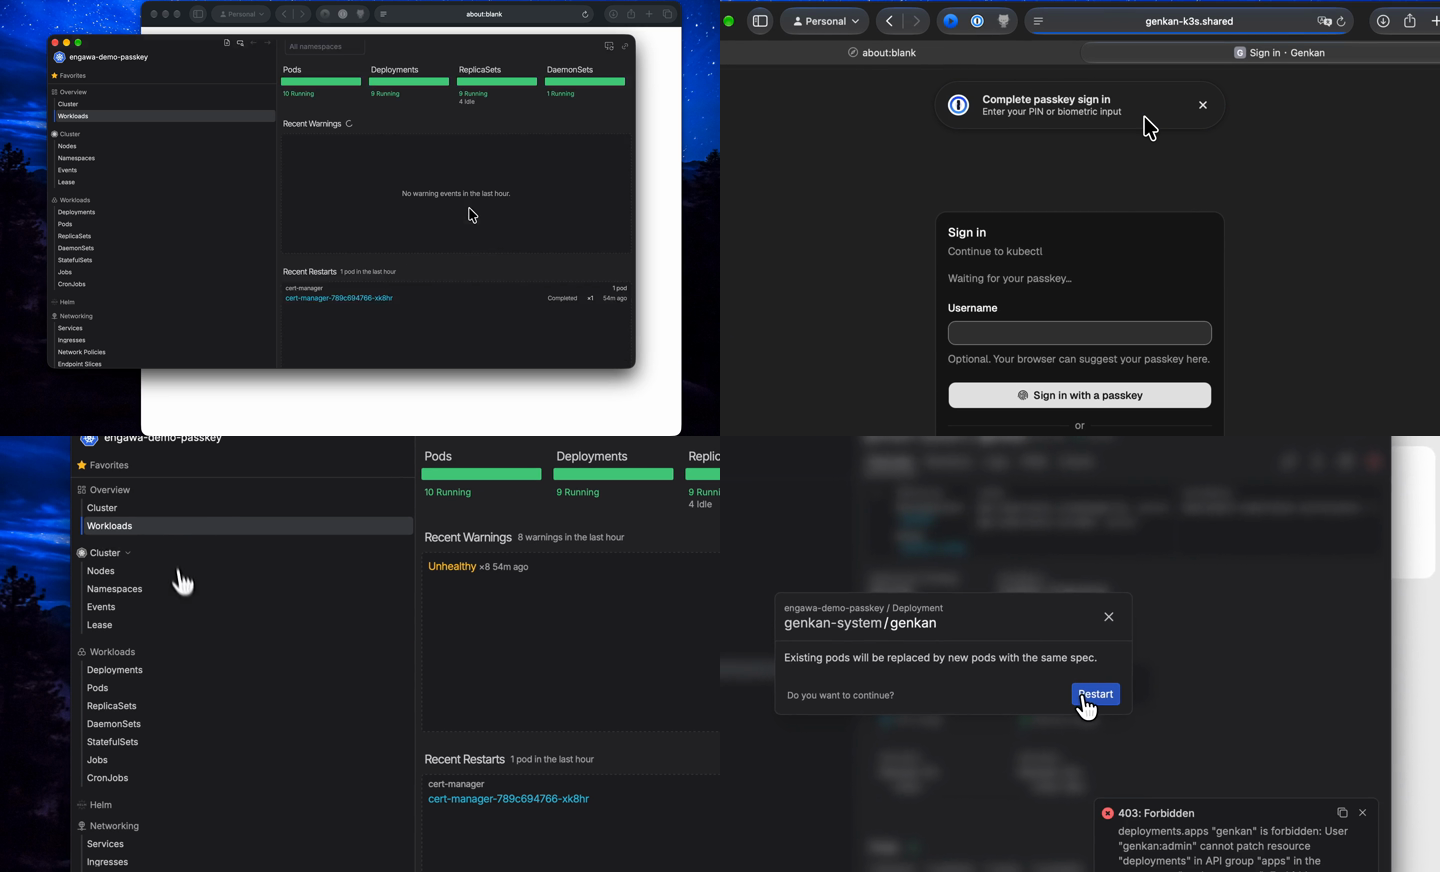 Personal
about:blank
engawa-demo-passkey
Favorites
Overview
Cluster
Workloads
Cluster
Nodes
Namespaces
Events
Lease
Workloads
Deployments
Pods
ReplicaSets
DaemonSets
StatefulSets
Jobs
CronJobs
Helm
Networking
Services
Ingresses
Network Policies
Endpoint Slices
All namespaces
Pods Deployments ReplicaSets DaemonSets
10 Running 9 Running 9 Running 1 Running
4 Idle
Recent Warnings
No warning events in the last hour.
Recent Restarts 1 pod in the last hour
cert-manager 1 pod
cert-manager-789c694766-xk8hr Completed ×1 54m ago
Personal
genkan-k3s.shared
about:blank
G Sign in · Genkan
Complete passkey sign in
Enter your PIN or biometric input
Sign in
Continue to kubectl
Waiting for your passkey...
Username
Optional. Your browser can suggest your passkey here.
Sign in with a passkey
or
engawa-demo-passkey
Favorites
Overview
Cluster
Workloads
Cluster
Nodes
Namespaces
Events
Lease
Workloads
Deployments
Pods
ReplicaSets
DaemonSets
StatefulSets
Jobs
CronJobs
Helm
Networking
Services
Ingresses
Pods Deployments Replic
10 Running 9 Running 9 Runni
4 Idle
Recent Warnings 8 warnings in the last hour
Unhealthy ×8 54m ago
Recent Restarts 1 pod in the last hour
cert-manager
cert-manager-789c694766-xk8hr
engawa-demo-passkey / Deployment
genkan-system/genkan
Existing pods will be replaced by new pods with the same spec.
Do you want to continue?
Restart
403: Forbidden
deployments.apps "genkan" is forbidden: User
"genkan:admin" cannot patch resource
"deployments" in API group "apps" in the